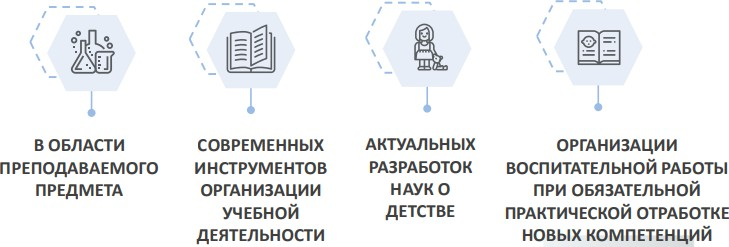 В ОБЛАСТИ
ПРЕПОДАВАЕМОГО
ПРЕДМЕТА
СОВРЕМЕННЫХ
ИНСТРУМЕНТОВ
ОРГАНИЗАЦИИ
УЧЕБНОЙ
ДЕЯТЕЛЬНОСТИ
АКТУАЛЬНЫХ
РАЗРАБОТОК
НАУК О
ДЕТСТВЕ
ОРГАНИЗАЦИИ
ВОСПИТАТЕЛЬНОЙ РАБОТЫ
ПРИ ОБЯЗАТЕЛЬНОЙ
ПРАКТИЧЕСКОЙ ОТРАБОТКЕ
НОВЫХ КОМПЕТЕНЦИЙ